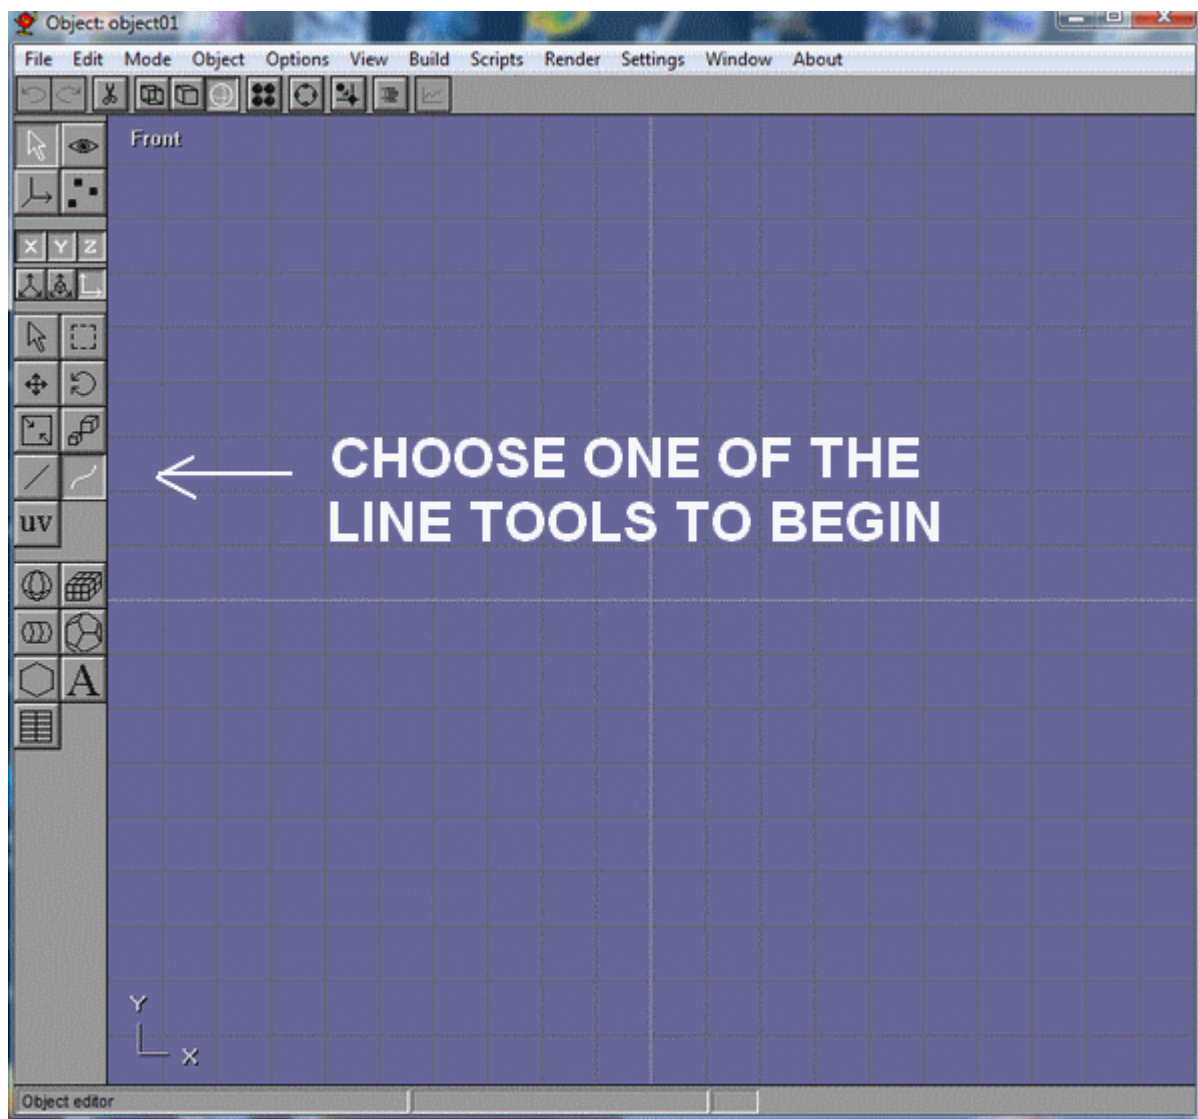 Object: object01
File Edit Mode Object Options View Build Scripts Render Settings Window About
Front
X Y Z
CHOOSE ONE OF THE
LINE TOOLS TO BEGIN
uv
A
Y
X
Object editor